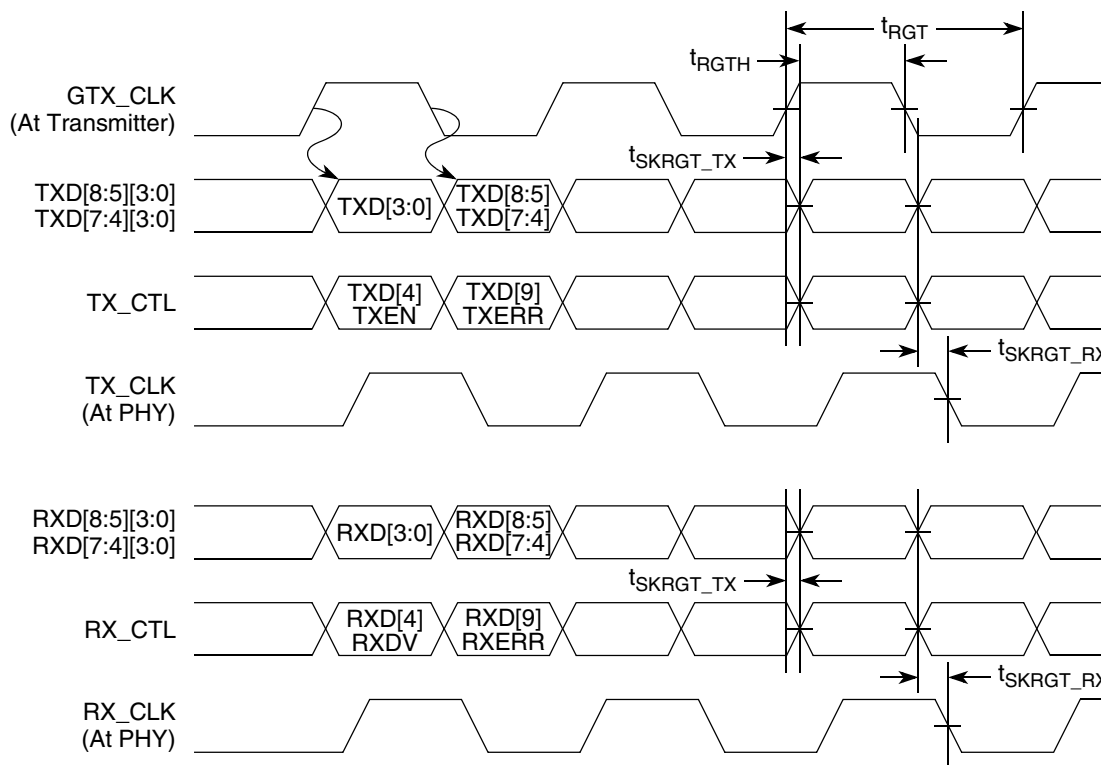 tRGT
tRGTH
GTX_CLK
(At Transmitter)
tSKRGT_TX
TXD[8:5][3:0]
TXD[7:4][3:0]
TXD[3:0]
TXD[8:5]
TXD[7:4]
TX_CTL
TXD[4]
TXEN
TXD[9]
TXERR
tSKRGT_RX
TX_CLK
(At PHY)
RXD[8:5][3:0]
RXD[7:4][3:0]
RXD[3:0]
RXD[8:5]
RXD[7:4]
tSKRGT_TX
RX_CTL
RXD[4]
RXDV
RXD[9]
RXERR
tSKRGT_RX
RX_CLK
(At PHY)